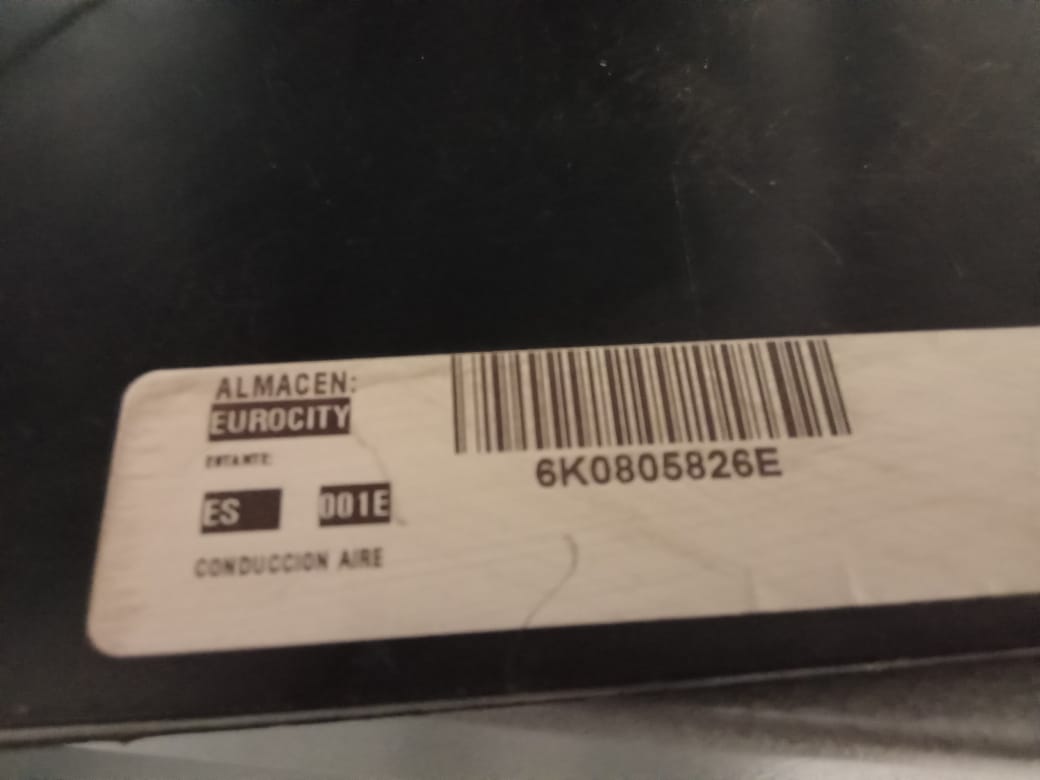 ALMACEN:
EUROCITY
ES 001E
CONDUCCION AIRE
6K0805826E